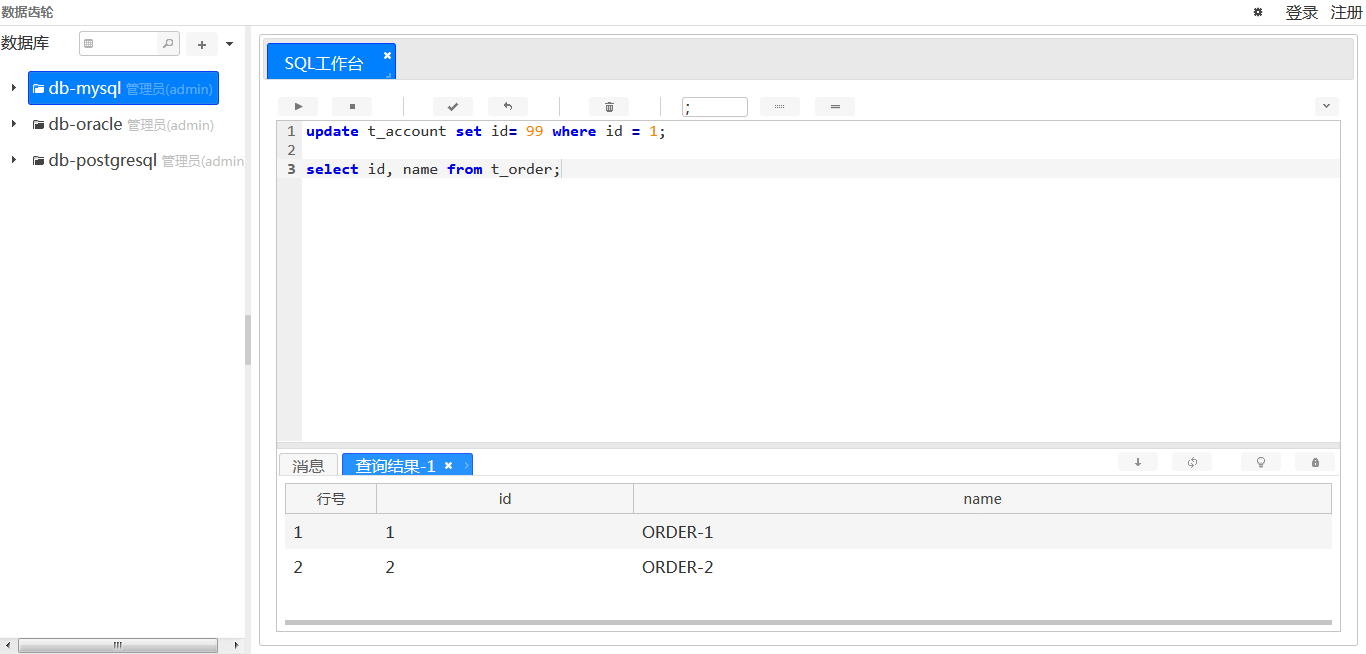 数据齿轮
登录 注册
数据库
db-mysql 管理员(admin)
db-oracle 管理员(admin)
db-postgresql 管理员(admin
SQL工作台
;
1 update t_account set id= 99 where id = 1;
2
3 select id, name from t_order;
消息 查询结果-1
行号 id name
1 1 ORDER-1
2 2 ORDER-2